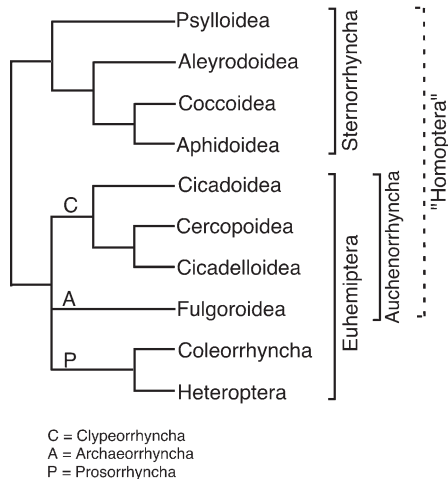 Psylloidea
Aleyrodoidea
Coccoidea
Aphidoidea
Cicadoidea
Cercopoidea
Cicadelloidea
Fulgoroidea
Coleorrhyncha
Heteroptera
C
A
P
Sternorrhyncha
Euhemiptera
Auchenorrhyncha
"Homoptera"
C = Clypeorrhyncha
A = Archaeorrhyncha
P = Prosorrhyncha